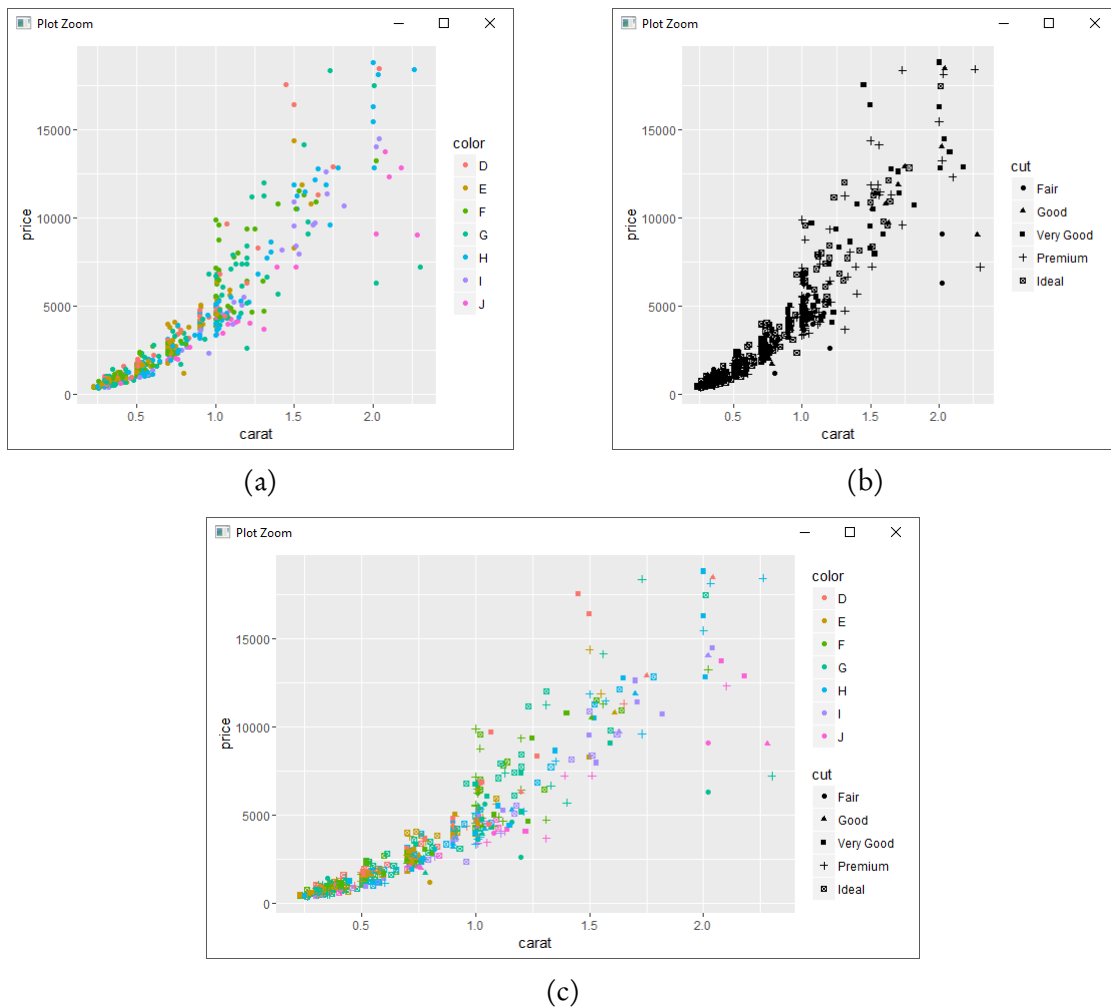 Plot Zoom
price
15000
10000
5000
0
0.5 1.0 1.5 2.0
carat
color
D
E
F
G
H
I
J
(a)
Plot Zoom
price
15000
10000
5000
0
0.5 1.0 1.5 2.0
carat
cut
Fair
Good
Very Good
Premium
Ideal
(b)
Plot Zoom
price
15000
10000
5000
0
0.5 1.0 1.5 2.0
carat
color
D
E
F
G
H
I
J
cut
Fair
Good
Very Good
Premium
Ideal
(c)